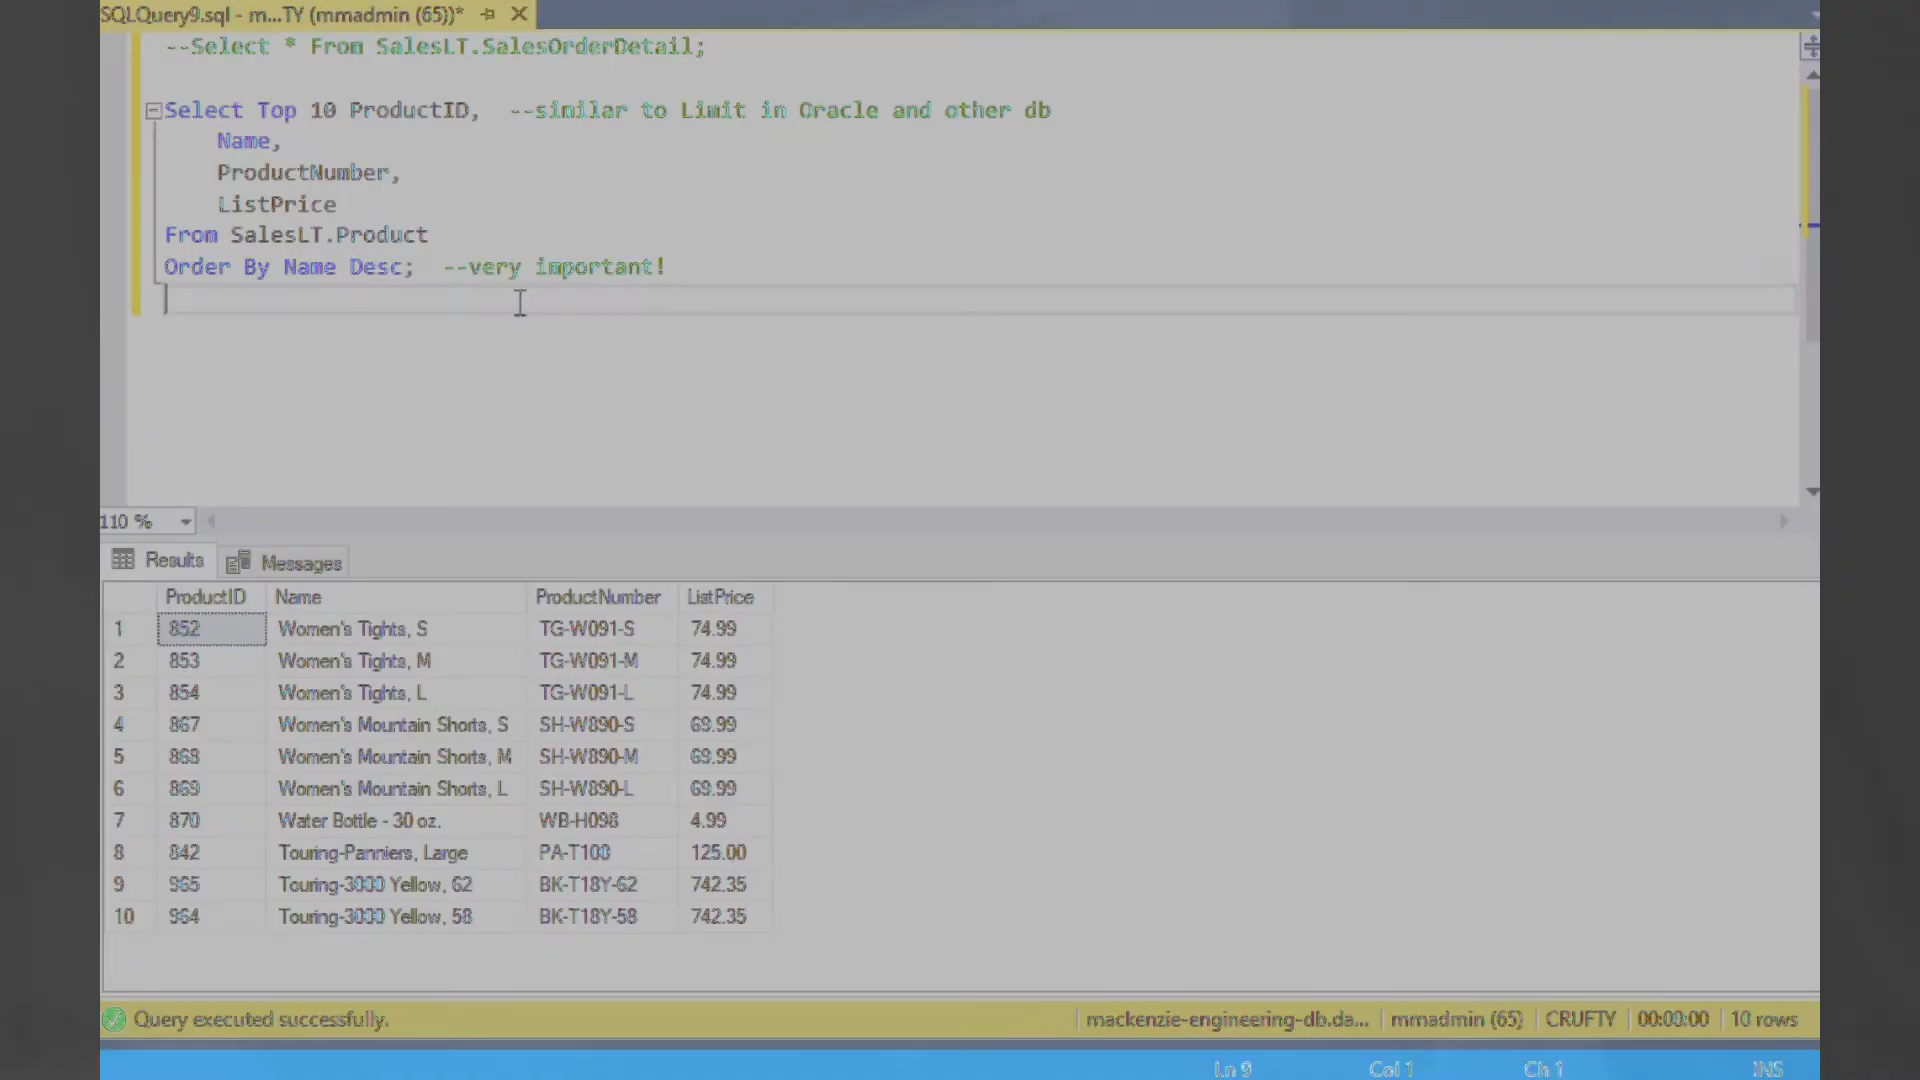 SQLQuery9.sql - m...TY (mmadmin (65))*
--Select * From SalesLT.SalesOrderDetail;
Select Top 10 ProductID,  --similar to Limit in Oracle and other db
Name,
ProductNumber,
ListPrice
From SalesLT.Product
Order By Name Desc;  --very important!
110 %
Results Messages
ProductID Name ProductNumber ListPrice
1 852 Women's Tights, S TG-W091-S 74.99
2 853 Women's Tights, M TG-W091-M 74.99
3 854 Women's Tights, L TG-W091-L 74.99
4 867 Women's Mountain Shorts, S SH-W890-S 69.99
5 868 Women's Mountain Shorts, M SH-W890-M 69.99
6 869 Women's Mountain Shorts, L SH-W890-L 69.99
7 870 Water Bottle - 30 oz. WB-H098 4.99
8 842 Touring-Panniers, Large PA-T100 125.00
9 965 Touring-3000 Yellow, 62 BK-T18Y-62 742.35
10 964 Touring-3000 Yellow, 58 BK-T18Y-58 742.35
Query executed successfully. mackenzie-engineering-db.da... mmadmin (65) CRUFTY 00:00:00 10 rows
Ln 9 Col 1 Ch 1 INS